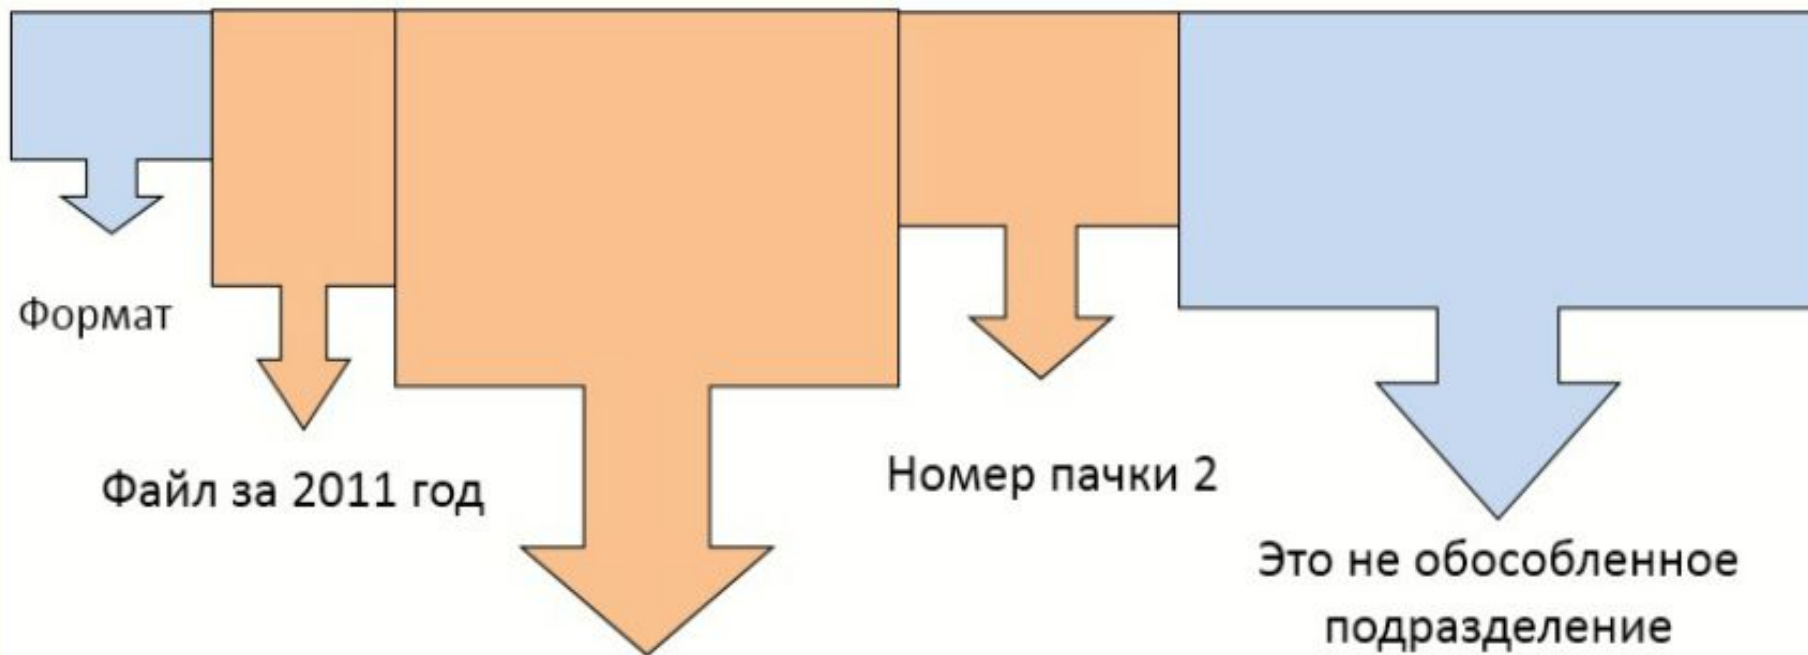 Формат
Файл за 2011 год
Номер пачки 2
Это не обособленное
подразделение